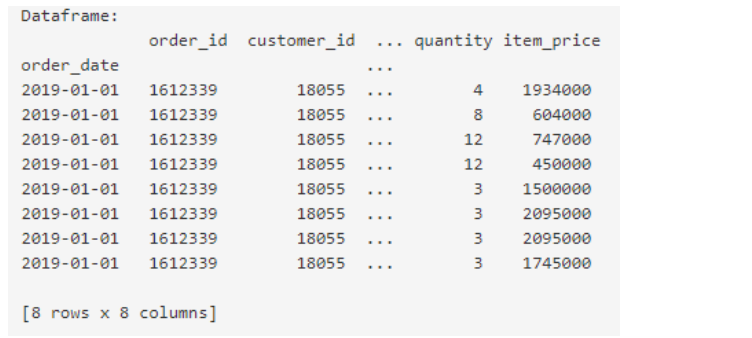 Dataframe:
order_id customer_id ... quantity item_price
order_date ...
2019-01-01 1612339 18055 ... 4 1934000
2019-01-01 1612339 18055 ... 8 604000
2019-01-01 1612339 18055 ... 12 747000
2019-01-01 1612339 18055 ... 12 450000
2019-01-01 1612339 18055 ... 3 1500000
2019-01-01 1612339 18055 ... 3 2095000
2019-01-01 1612339 18055 ... 3 2095000
2019-01-01 1612339 18055 ... 3 1745000
[8 rows x 8 columns]